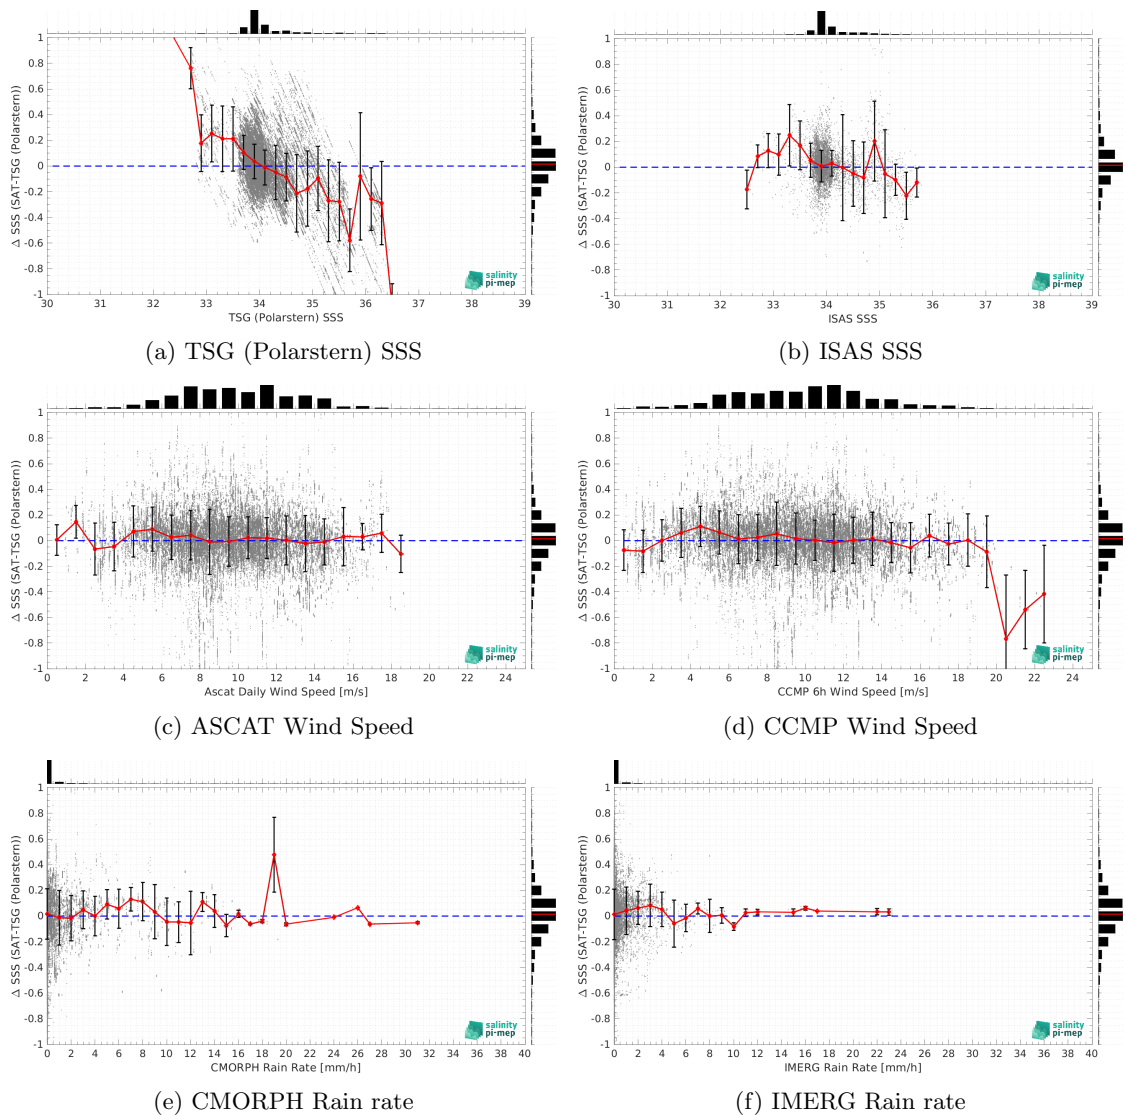 1
0.8
0.6
0.4
0.2
0
-0.2
-0.4
-0.6
-0.8
-1
Δ SSS (SAT-TSG (Polarstern))
30 31 32 33 34 35 36 37 38 39
TSG (Polarstern) SSS
salinity
pi-mep
(a) TSG (Polarstern) SSS
1
0.8
0.6
0.4
0.2
0
-0.2
-0.4
-0.6
-0.8
-1
Δ SSS (SAT-TSG (Polarstern))
30 31 32 33 34 35 36 37 38 39
ISAS SSS
salinity
pi-mep
(b) ISAS SSS
1
0.8
0.6
0.4
0.2
0
-0.2
-0.4
-0.6
-0.8
-1
Δ SSS (SAT-TSG (Polarstern))
0 2 4 6 8 10 12 14 16 18 20 22 24
Ascat Daily Wind Speed [m/s]
salinity
pi-mep
(c) ASCAT Wind Speed
1
0.8
0.6
0.4
0.2
0
-0.2
-0.4
-0.6
-0.8
-1
Δ SSS (SAT-TSG (Polarstern))
0 2 4 6 8 10 12 14 16 18 20 22 24
CCMP 6h Wind Speed [m/s]
salinity
pi-mep
(d) CCMP Wind Speed
1
0.8
0.6
0.4
0.2
0
-0.2
-0.4
-0.6
-0.8
-1
Δ SSS (SAT-TSG (Polarstern))
0 2 4 6 8 10 12 14 16 18 20 22 24 26 28 30 32 34 36 38 40
CMORPH Rain Rate [mm/h]
salinity
pi-mep
(e) CMORPH Rain rate
1
0.8
0.6
0.4
0.2
0
-0.2
-0.4
-0.6
-0.8
-1
Δ SSS (SAT-TSG (Polarstern))
0 2 4 6 8 10 12 14 16 18 20 22 24 26 28 30 32 34 36 38 40
IMERG Rain Rate [mm/h]
salinity
pi-mep
(f) IMERG Rain rate